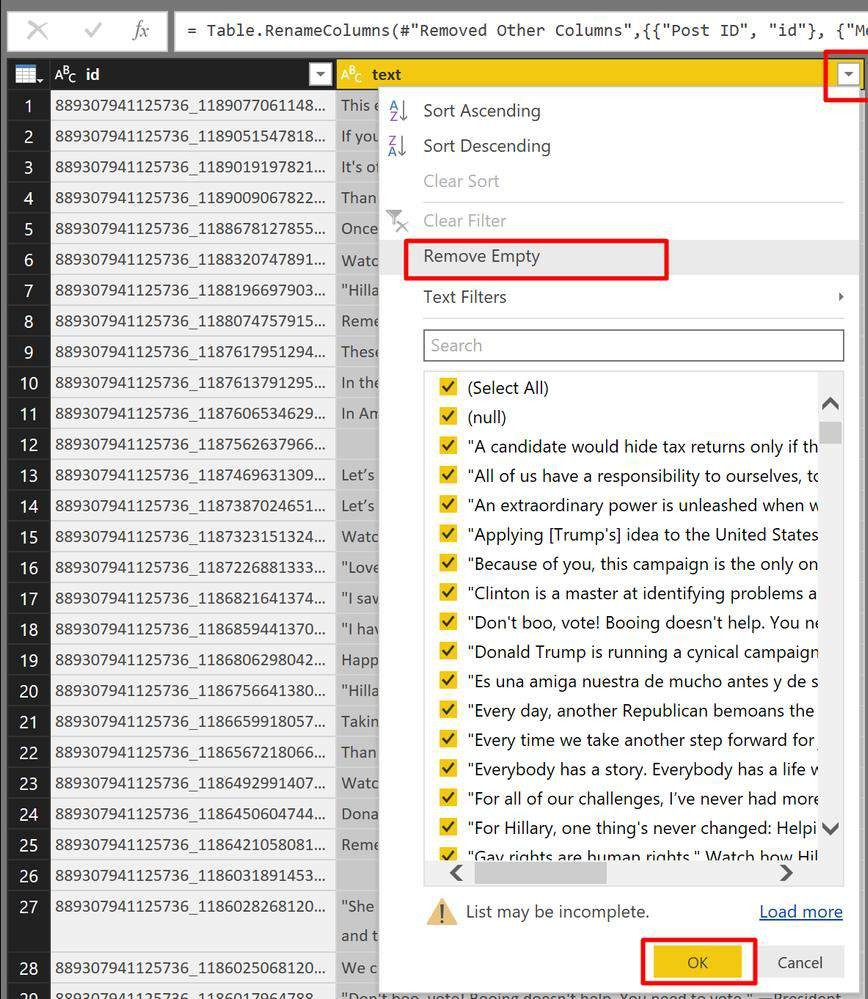 fx
= Table.RenameColumns(#"Removed Other Columns",{{"Post ID", "id"}, {"Me
ABC id
ABC text
1 889307941125736_1189077061148... This e
2 889307941125736_1189051547818... If you
3 889307941125736_1189019197821... It's of
4 889307941125736_1189009067822... Than
5 889307941125736_1188678127855... Once
6 889307941125736_1188320747891... Watc
7 889307941125736_1188196697903... "Hilla
8 889307941125736_1188074757915... Reme
9 889307941125736_1187617951294... These
10 889307941125736_1187613791295... In the
11 889307941125736_1187606534629... In Am
12 889307941125736_1187562637966...
13 889307941125736_1187469631309... Let’s
14 889307941125736_1187387024651... Let’s
15 889307941125736_1187323151324... Watc
16 889307941125736_1187226881333... "Love
17 889307941125736_1186821641374... "I sav
18 889307941125736_1186859441370... "I hav
19 889307941125736_1186806298042... Happ
20 889307941125736_1186756641380... "Hilla
21 889307941125736_1186659918057... Takin
22 889307941125736_1186567218066... Than
23 889307941125736_1186492991407... Watc
24 889307941125736_1186450604744... Dona
25 889307941125736_1186421058081... Reme
26 889307941125736_1186031891453...
27 889307941125736_1186028268120... "She
and t
28 889307941125736_1186025068120... We c
29 889307941125736_1186017964788 "Don't boo, vote! Booing doesn't help. You need to vote." —President
AZ Sort Ascending
ZA Sort Descending
Clear Sort
Clear Filter
Remove Empty
Text Filters
Search
(Select All)
(null)
"A candidate would hide tax returns only if th
"All of us have a responsibility to ourselves, to
"An extraordinary power is unleashed when w
"Applying [Trump's] idea to the United States
"Because of you, this campaign is the only on
"Clinton is a master at identifying problems a
"Don't boo, vote! Booing doesn't help. You ne
"Donald Trump is running a cynical campaign
"Es una amiga nuestra de mucho antes y de s
"Every day, another Republican bemoans the
"Every time we take another step forward for
"Everybody has a story. Everybody has a life w
"For all of our challenges, I’ve never had more
"For Hillary, one thing's never changed: Helpi
"Gay rights are human rights." Watch how Hil
List may be incomplete.
Load more
OK
Cancel